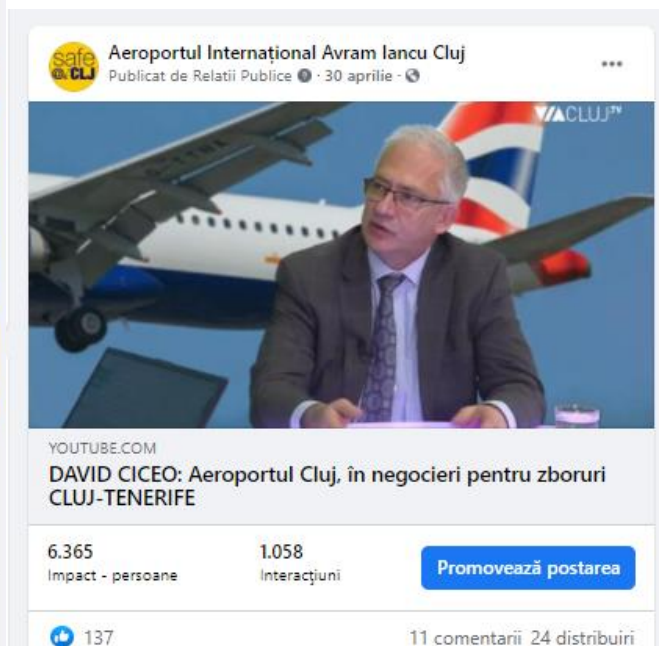 safe
@CLJ
Aeroportul Internațional Avram Iancu Cluj
Publicat de Relatii Publice · 30 aprilie ·
VIACLUJ TV
YOUTUBE.COM
DAVID CICEO: Aeroportul Cluj, în negocieri pentru zboruri
CLUJ-TENERIFE
6.365 1.058
Impact - persoane Interacțiuni
Promovează postarea
137 11 comentarii 24 distribuiri